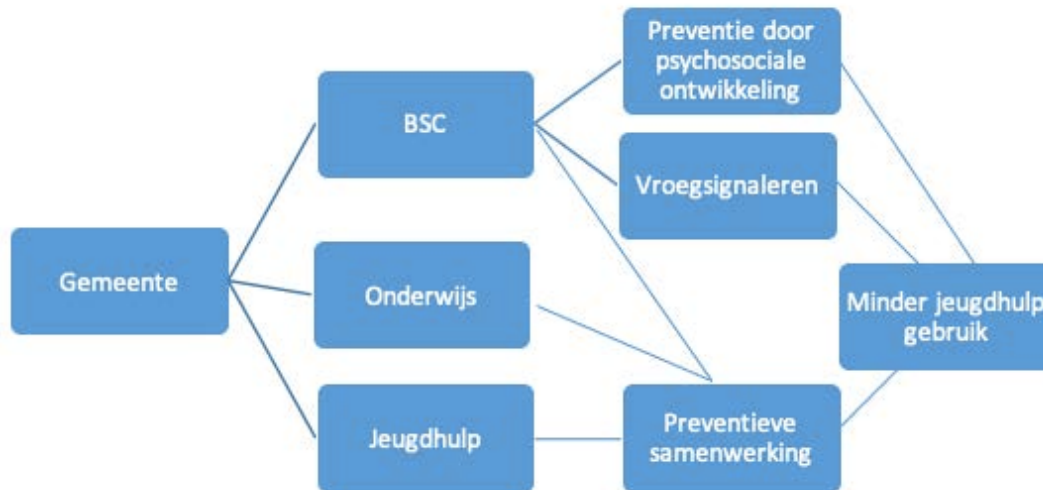 Preventie door
psychosociale
ontwikkeling
BSC
Vroegsignaleren
Gemeente
Onderwijs
Minder jeugdhulp
gebruik
Jeugdhulp
Preventieve
samenwerking